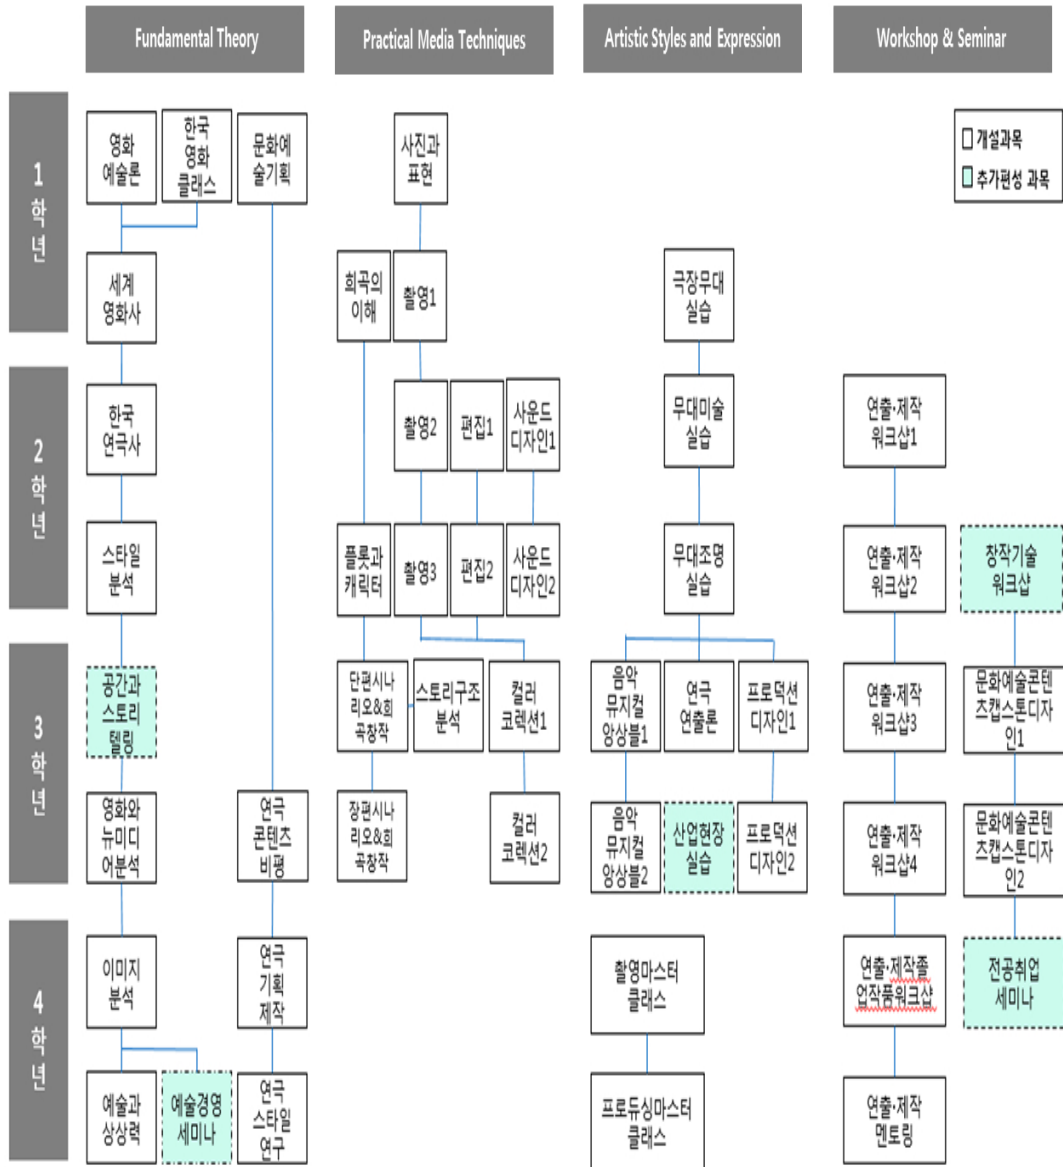 Fundamental Theory
Practical Media Techniques
Artistic Styles and Expression
Workshop & Seminar
1
학
년
영화
예술론
한국
영화
클래스
문화예
술기획
사진과
표현
개설과목
추가편성 과목
세계
영화사
희곡의
이해
촬영1
극장무대
실습
2
학
년
한국
연극사
촬영2
편집1
사운드
디자인1
무대미술
실습
연출·제작
워크샵1
스타일
분석
플롯과
캐릭터
촬영3
편집2
사운드
디자인2
무대조명
실습
연출·제작
워크샵2
창작기술
워크샵
3
학
년
공간과
스토리
텔링
단편시나
리오&희
곡창작
스토리구조
분석
컬러
코렉션1
음악
뮤지컬
앙상블1
연극
연출론
프로덕션
디자인1
연출·제작
워크샵3
문화예술콘텐
츠캡스톤디자
인1
영화와
뉴미디
어분석
연극
콘텐츠
비평
장편시나
리오&희
곡창작
컬러
코렉션2
음악
뮤지컬
앙상블2
산업현장
실습
프로덕션
디자인2
연출·제작
워크샵4
문화예술콘텐
츠캡스톤디자
인2
4
학
년
이미지
분석
연극
기획
제작
촬영마스터
클래스
연출·제작졸
업작품워크샵
전공취업
세미나
예술과
상상력
예술경영
세미나
연극
스타일
연구
프로듀싱마스터
클래스
연출·제작
멘토링